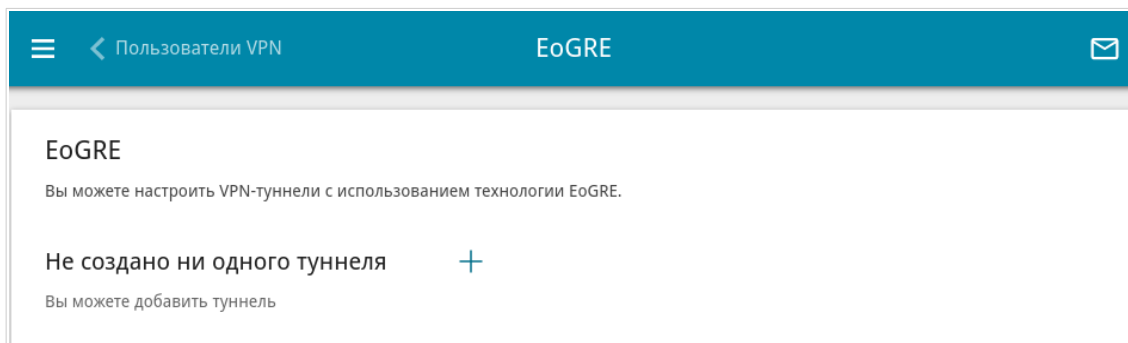 Пользователи VPN
EoGRE
EoGRE
Вы можете настроить VPN-туннели с использованием технологии EoGRE.
Не создано ни одного туннеля
Вы можете добавить туннель